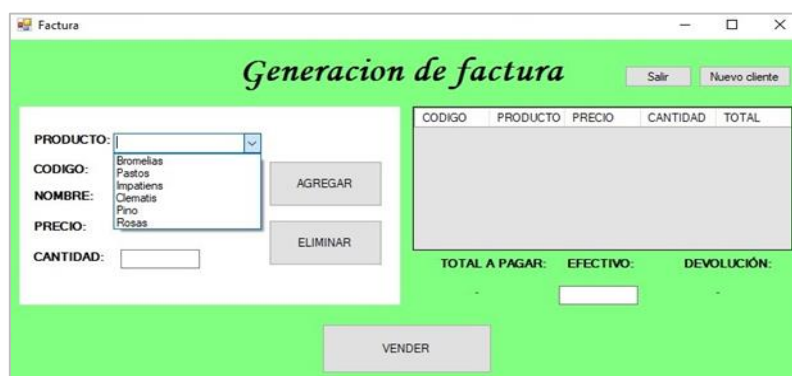 Factura
Generacion de factura
Salir
Nuevo cliente
PRODUCTO:
Bromelias
Pastos
Impatiens
Clematis
Pino
Rosas
CODIGO:
NOMBRE:
PRECIO:
CANTIDAD:
AGREGAR
ELIMINAR
CODIGO PRODUCTO PRECIO CANTIDAD TOTAL
TOTAL A PAGAR: EFECTIVO: DEVOLUCIÓN:
- -
VENDER